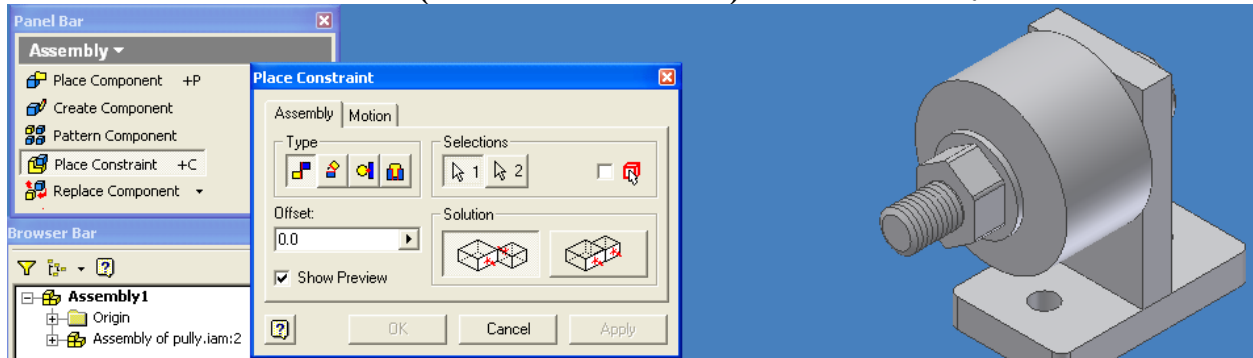 Panel Bar
Assembly
Place Component +P
Create Component
Pattern Component
Place Constraint +C
Replace Component
Browser Bar
Assembly1
Origin
Assembly of pully.iam:2
Place Constraint
Assembly Motion
Type
Selections
1 2
Offset:
0.0
Solution
Show Preview
OK Cancel Apply